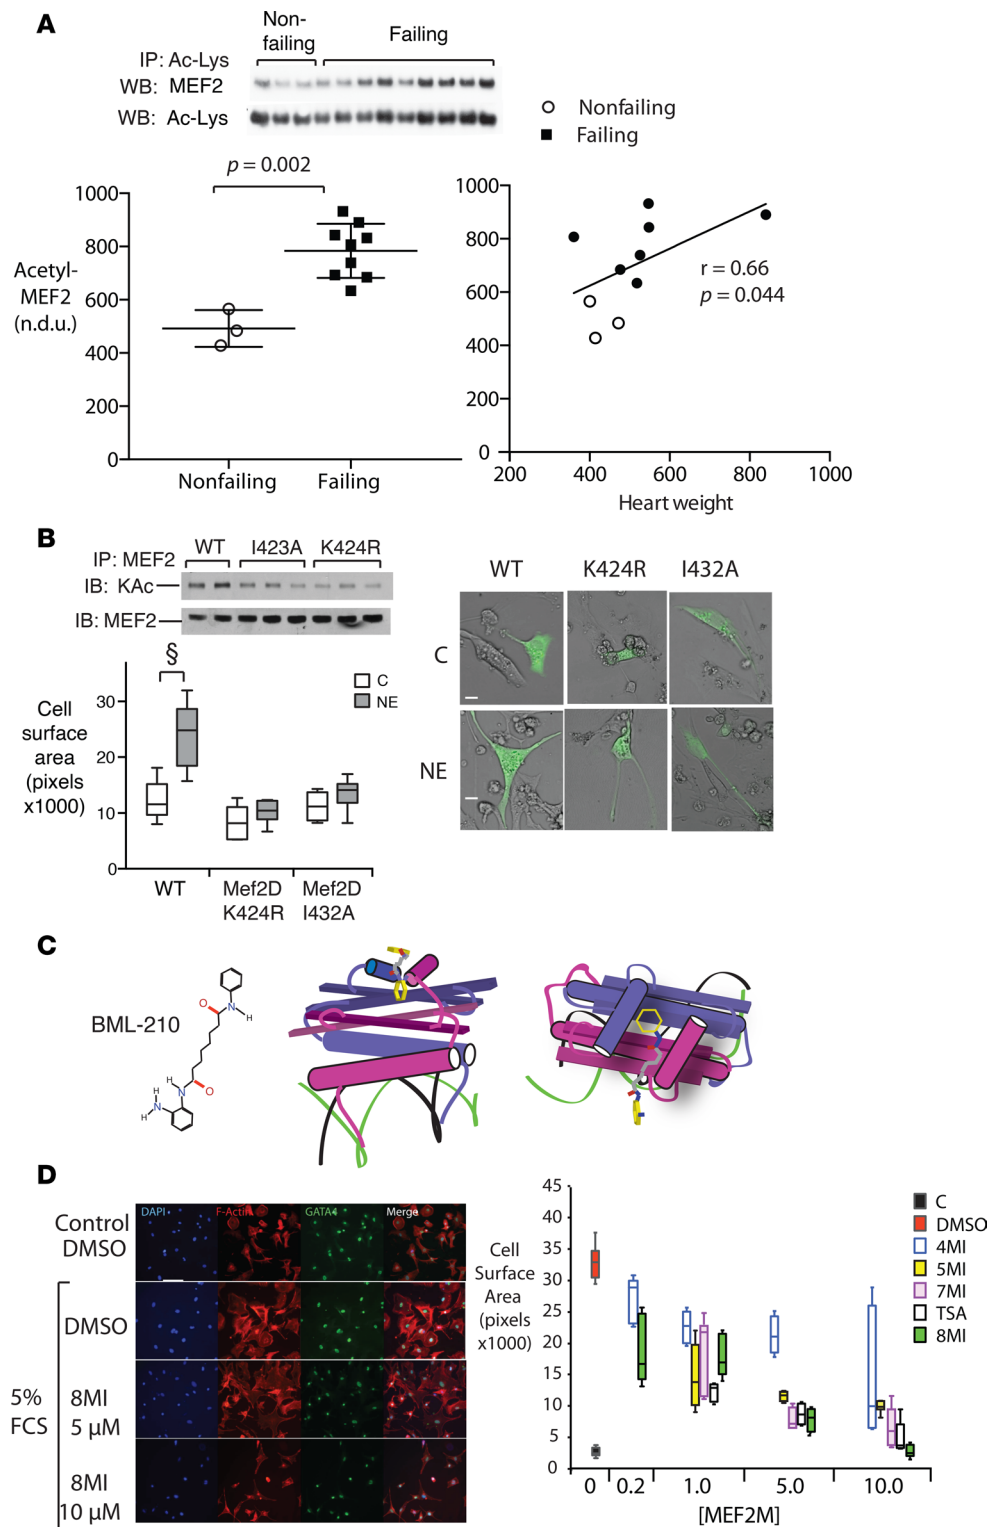 A
Non-
failing
Failing
IP: Ac-Lys
WB: MEF2
WB: Ac-Lys
Nonfailing
Failing
p = 0.002
1000
800
600
400
200
0
Acetyl-
MEF2
(n.d.u.)
Nonfailing
Failing
1000
800
600
400
200
0
r = 0.66
p = 0.044
200 400 600 800 1000
Heart weight
B
IP: MEF2
WT I423A K424R
IB: KAc
IB: MEF2
§
C
NE
Cell
surface
area
(pixels
x1000)
30
20
10
0
WT
Mef2D
K424R
Mef2D
I432A
WT K424R I432A
C
NE
C
BML-210
O
N
H
H
N
O
H
N
H
D
DAPI F-Actin GATA4 Merge
Control
DMSO
DMSO
5%
FCS
8MI
5 µM
8MI
10 µM
Cell
Surface
Area
(pixels
x1000)
45
40
35
30
25
20
15
10
5
0
0 0.2 1.0 5.0 10.0
[MEF2M]
C
DMSO
4MI
5MI
7MI
TSA
8MI